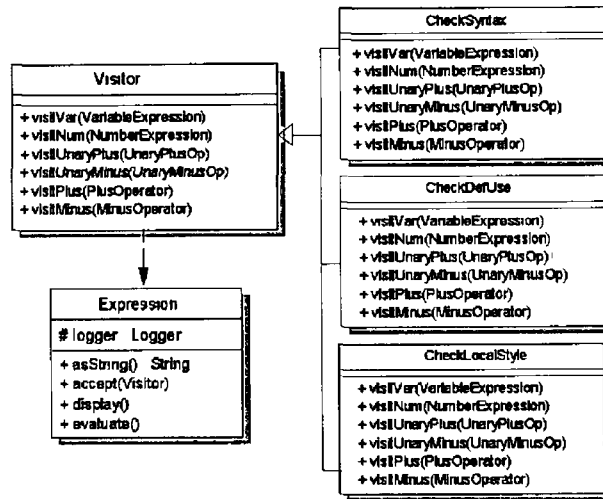 Visitor
+ visitVar(VariableExpression)
+ visitNum(NumberExpression)
+ visitUnaryPlus(UnaryPlusOp)
+ visitUnaryMinus(UnaryMinusOp)
+ visitPlus(PlusOperator)
+ visitMinus(MinusOperator)
Expression
# logger Logger
+ asString() String
+ accept(Visitor)
+ display()
+ evaluate()
CheckSyntax
+ visitVar(VariableExpression)
+ visitNum(NumberExpression)
+ visitUnaryPlus(UnaryPlusOp)
+ visitUnaryMinus(UnaryMinusOp)
+ visitPlus(PlusOperator)
+ visitMinus(MinusOperator)
CheckDefUse
+ visitVar(VariableExpression)
+ visitNum(NumberExpression)
+ visitUnaryPlus(UnaryPlusOp)
+ visitUnaryMinus(UnaryMinusOp)
+ visitPlus(PlusOperator)
+ visitMinus(MinusOperator)
CheckLocalStyle
+ visitVar(VariableExpression)
+ visitNum(NumberExpression)
+ visitUnaryPlus(UnaryPlusOp)
+ visitUnaryMinus(UnaryMinusOp)
+ visitPlus(PlusOperator)
+ visitMinus(MinusOperator)